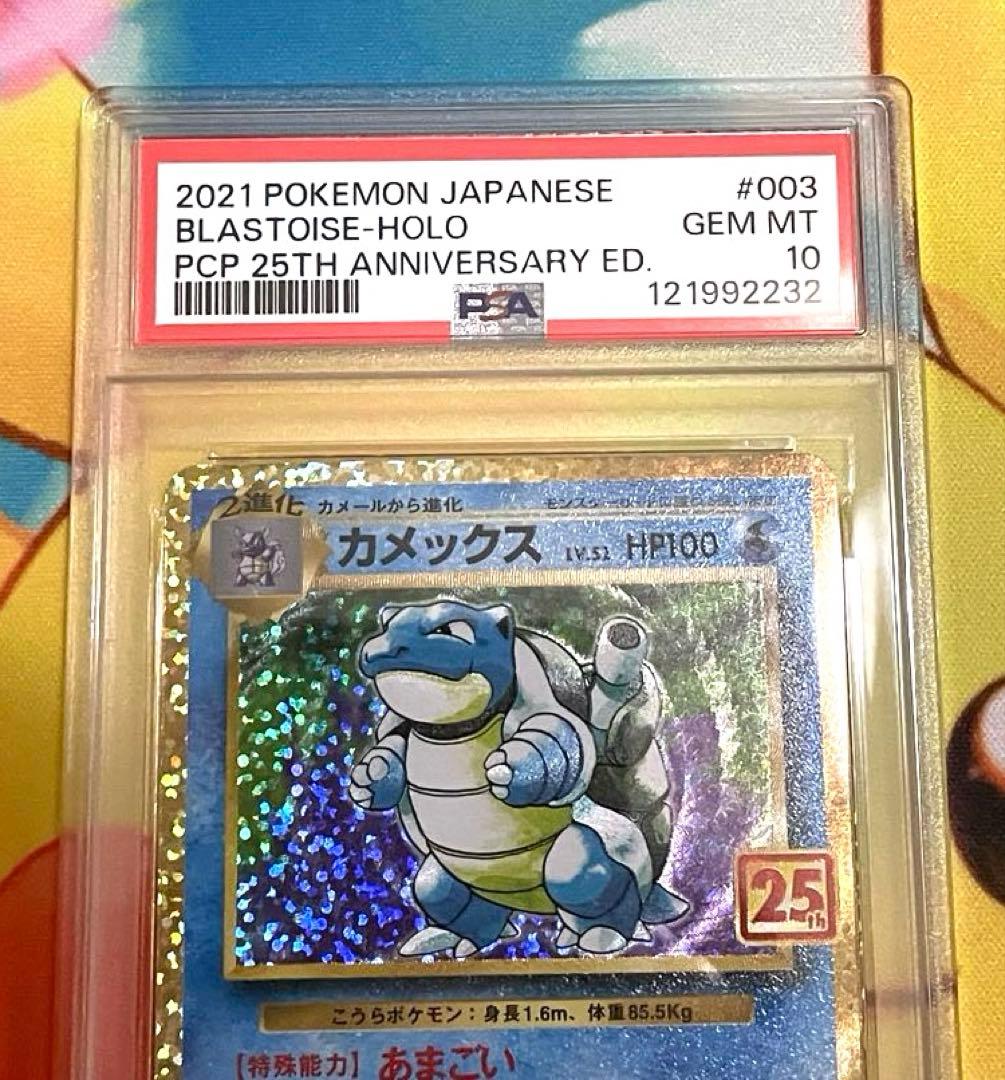 2021 POKEMON JAPANESE #003
BLASTOISE-HOLO GEM MT
PCP 25TH ANNIVERSARY ED. 10
PSA 121992232
2進化 カメールから進化
カメックス LV.52 HP100
25th
こうらポケモン：身長1.6m、体重85.5Kg
【特殊能力】あまごい